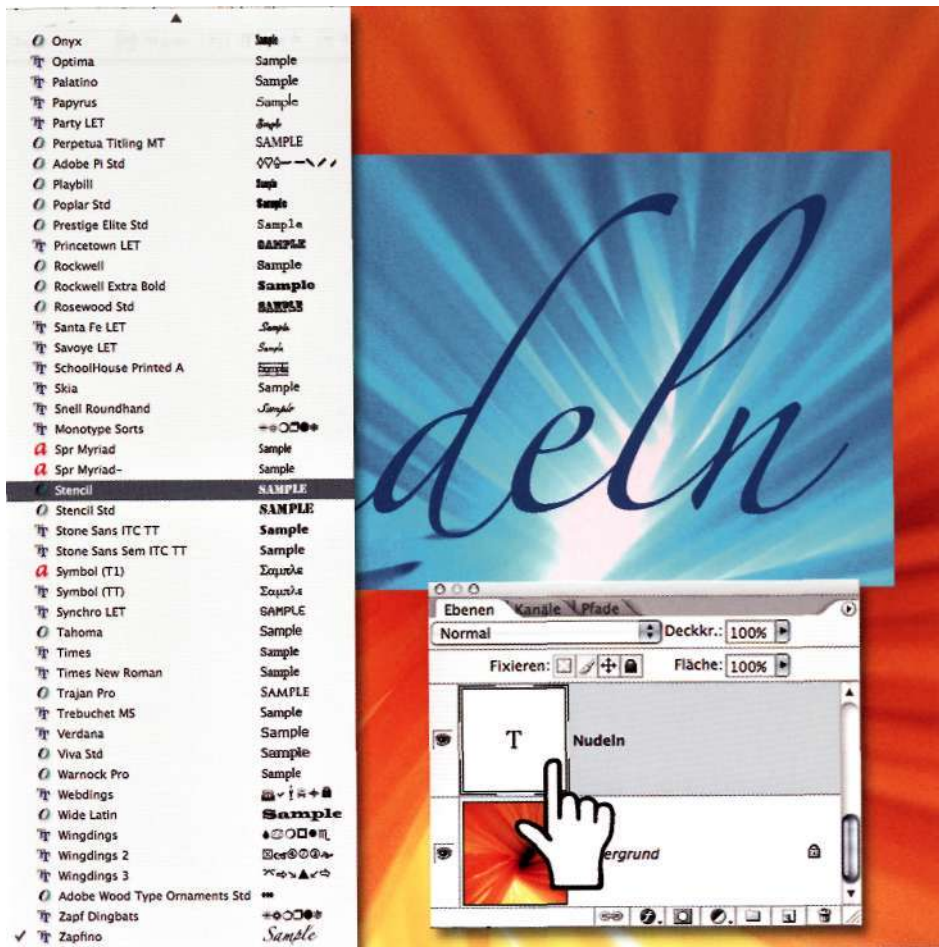 Onyx Sample
Optima Sample
Palatino Sample
Papyrus Sample
Party LET Sample
Perpetua Titling MT SAMPLE
Adobe Pi Std
Playbill Sample
Poplar Std Sample
Prestige Elite Std Sample
Princetown LET SAMPLE
Rockwell Sample
Rockwell Extra Bold Sample
Rosewood Std SAMPLE
Santa Fe LET Sample
Savoye LET Sample
SchoolHouse Printed A Sample
Skia Sample
Snell Roundhand Sample
Monotype Sorts
Spr Myriad Sample
Spr Myriad- Sample
Stencil SAMPLE
Stencil Std SAMPLE
Stone Sans ITC TT Sample
Stone Sans Sem ITC TT Sample
Symbol (T1) Σαμπλε
Symbol (TT) Σαμπλε
Synchro LET SAMPLE
Tahoma Sample
Times Sample
Times New Roman Sample
Trajan Pro SAMPLE
Trebuchet MS Sample
Verdana Sample
Viva Std Sample
Warnock Pro Sample
Webdings
Wide Latin Sample
Wingdings
Wingdings 2
Wingdings 3
Adobe Wood Type Ornaments Std
Zapf Dingbats
Zapfino Sample
deln
Ebenen Kanäle Pfade
Normal Deckkr.: 100%
Fixieren: Fläche: 100%
T Nudeln
ergrund